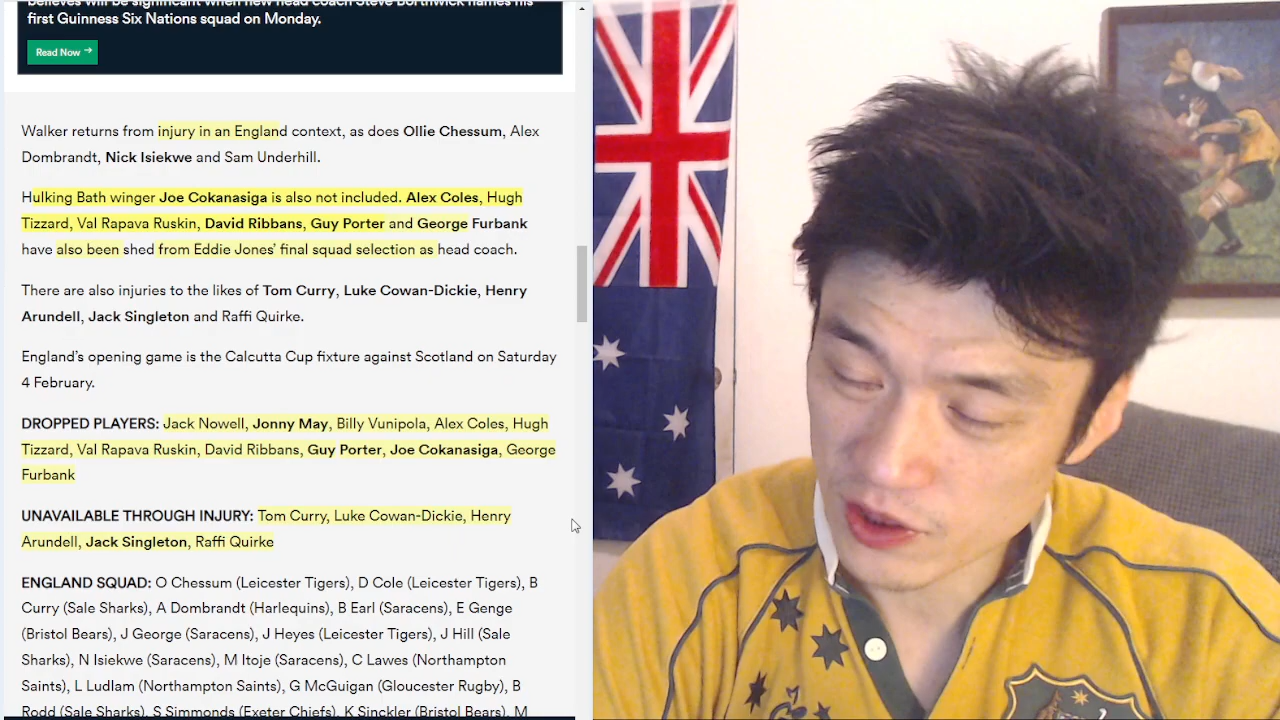 believes will be significant when new head coach Steve Borthwick names his
first Guinness Six Nations squad on Monday.
Read Now →
Walker returns from injury in an England context, as does Ollie Chessum, Alex
Dombrandt, Nick Isiekwe and Sam Underhill.
Hulking Bath winger Joe Cokanasiga is also not included. Alex Coles, Hugh
Tizzard, Val Rapava Ruskin, David Ribbans, Guy Porter and George Furbank
have also been shed from Eddie Jones' final squad selection as head coach.
There are also injuries to the likes of Tom Curry, Luke Cowan-Dickie, Henry
Arundell, Jack Singleton and Raffi Quirke.
England's opening game is the Calcutta Cup fixture against Scotland on Saturday
4 February.
DROPPED PLAYERS: Jack Nowell, Jonny May, Billy Vunipola, Alex Coles, Hugh
Tizzard, Val Rapava Ruskin, David Ribbans, Guy Porter, Joe Cokanasiga, George
Furbank
UNAVAILABLE THROUGH INJURY: Tom Curry, Luke Cowan-Dickie, Henry
Arundell, Jack Singleton, Raffi Quirke
ENGLAND SQUAD: O Chessum (Leicester Tigers), D Cole (Leicester Tigers), B
Curry (Sale Sharks), A Dombrandt (Harlequins), B Earl (Saracens), E Genge
(Bristol Bears), J George (Saracens), J Heyes (Leicester Tigers), J Hill (Sale
Sharks), N Isiekwe (Saracens), M Itoje (Saracens), C Lawes (Northampton
Saints), L Ludlam (Northampton Saints), G McGuigan (Gloucester Rugby), B
Rodd (Sale Sharks), S Simmonds (Exeter Chiefs), K Sinckler (Bristol Bears), M